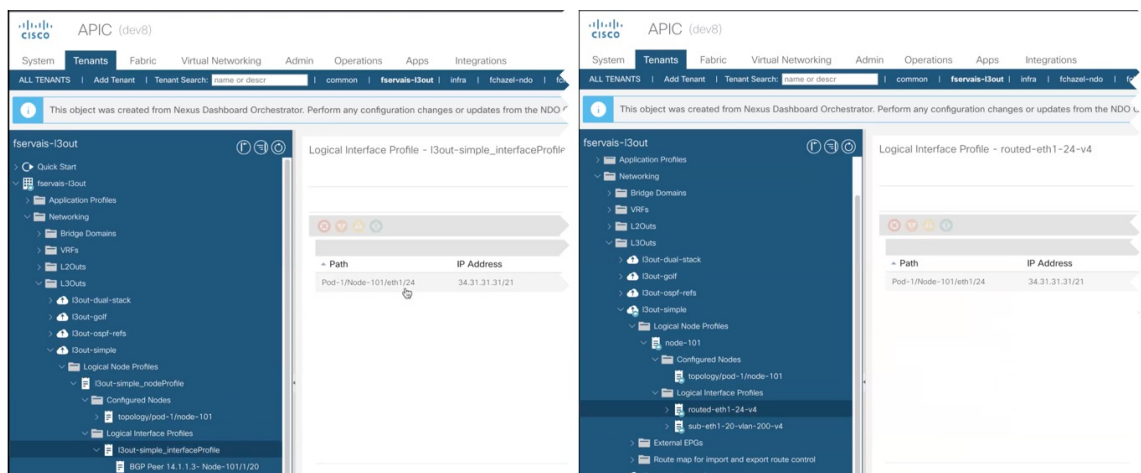 CISCO APIC (dev8)
System Tenants Fabric Virtual Networking Admin Operations Apps Integrations
ALL TENANTS | Add Tenant | Tenant Search: name or descr | common | fservais-l3out | infra | fchazel-ndo |
This object was created from Nexus Dashboard Orchestrator. Perform any configuration changes or updates from the NDO
fservais-l3out
Quick Start
fservais-l3out
Application Profiles
Networking
Bridge Domains
VRFs
L2Outs
L3Outs
l3out-dual-stack
l3out-golf
l3out-ospf-refs
l3out-simple
Logical Node Profiles
l3out-simple_nodeProfile
Configured Nodes
topology/pod-1/node-101
Logical Interface Profiles
l3out-simple_interfaceProfile
BGP Peer 14.1.1.3- Node-101/1/20
Logical Interface Profile - l3out-simple_interfaceProfile
Path IP Address
Pod-1/Node-101/eth1/24 34.31.31.31/21
CISCO APIC (dev8)
System Tenants Fabric Virtual Networking Admin Operations Apps Integrations
ALL TENANTS | Add Tenant | Tenant Search: name or descr | common | fservais-l3out | infra | fchazel-ndo |
This object was created from Nexus Dashboard Orchestrator. Perform any configuration changes or updates from the NDO
fservais-l3out
Application Profiles
Networking
Bridge Domains
VRFs
L2Outs
L3Outs
l3out-dual-stack
l3out-golf
l3out-ospf-refs
l3out-simple
Logical Node Profiles
node-101
Configured Nodes
topology/pod-1/node-101
Logical Interface Profiles
routed-eth1-24-v4
sub-eth1-20-vlan-200-v4
External EPGs
Route map for import and export route control
Logical Interface Profile - routed-eth1-24-v4
Path IP Address
Pod-1/Node-101/eth1/24 34.31.31.31/21